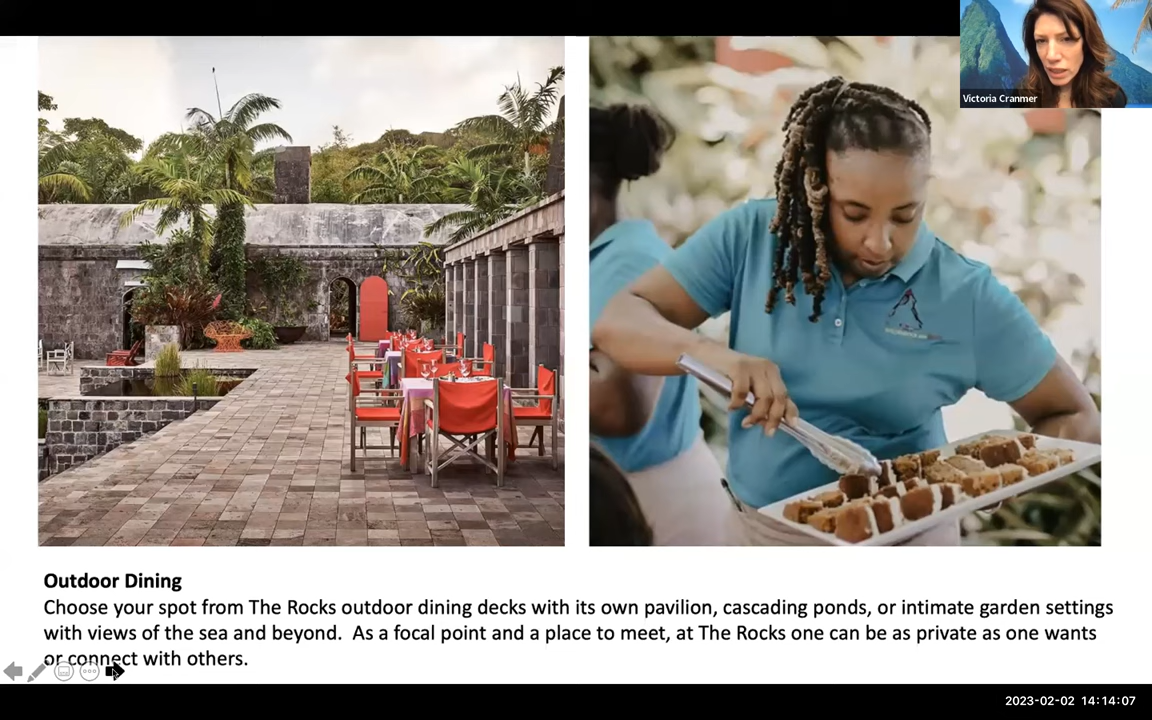 Victoria Cranmer
Outdoor Dining
Choose your spot from The Rocks outdoor dining decks with its own pavilion, cascading ponds, or intimate garden settings
with views of the sea and beyond.  As a focal point and a place to meet, at The Rocks one can be as private as one wants
or connect with others.
2023-02-02 14:14:07